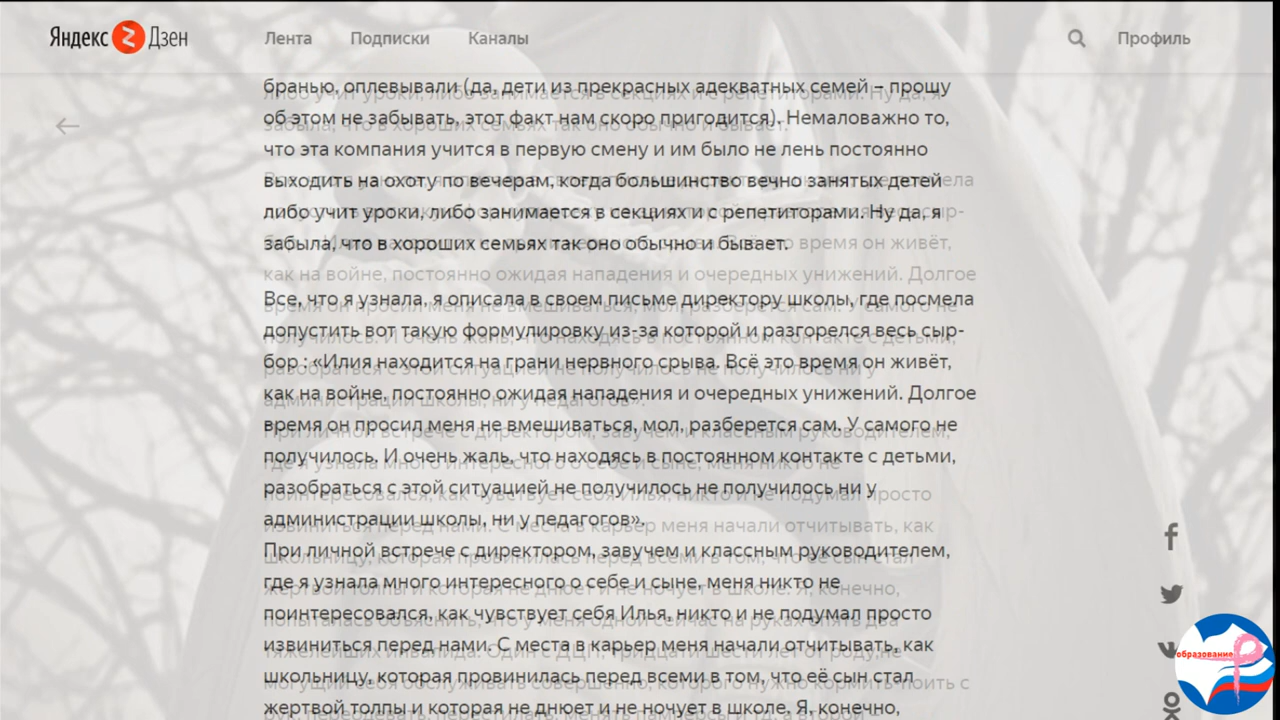 Яндекс Дзен
Лента Подписки Каналы Профиль
бранью, оплевывали (да, дети из прекрасных адекватных семей – прошу
об этом не забывать, этот факт нам скоро пригодится). Немаловажно то,
что эта компания учится в первую смену и им было не лень постоянно
выходить на охоту по вечерам, когда большинство вечно занятых детей
либо учит уроки, либо занимается в секциях и с репетиторами. Ну да, я
забыла, что в хороших семьях так оно обычно и бывает.
Все, что я узнала, я описала в своем письме директору школы, где посмела
допустить вот такую формулировку из-за которой и разгорелся весь сыр-
бор : «Илия находится на грани нервного срыва. Всё это время он живёт,
как на войне, постоянно ожидая нападения и очередных унижений. Долгое
время он просил меня не вмешиваться, мол, разберется сам. У самого не
получилось. И очень жаль, что находясь в постоянном контакте с детьми,
разобраться с этой ситуацией не получилось не получилось ни у
администрации школы, ни у педагогов».
При личной встрече с директором, завучем и классным руководителем,
где я узнала много интересного о себе и сыне, меня никто не
поинтересовался, как чувствует себя Илья, никто и не подумал просто
извиниться перед нами. С места в карьер меня начали отчитывать, как
школьницу, которая провинилась перед всеми в том, что её сын стал
жертвой толпы и которая не днюет и не ночует в школе. Я, конечно,
образование